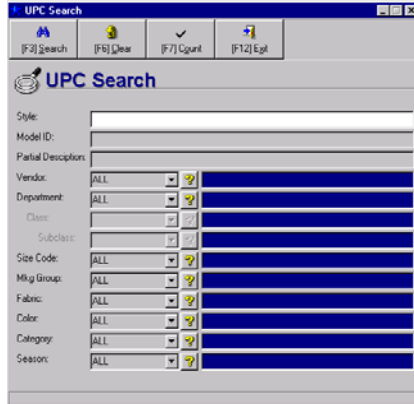 UPC Search
[F3] Search [F6] Clear [F7] Count [F12] Exit
UPC Search
Style:
Model ID:
Partial Desciption:
Vendor: ALL
Department: ALL
Class:
Subclass:
Size Code: ALL
Mkg Group: ALL
Fabric: ALL
Color: ALL
Category: ALL
Season: ALL